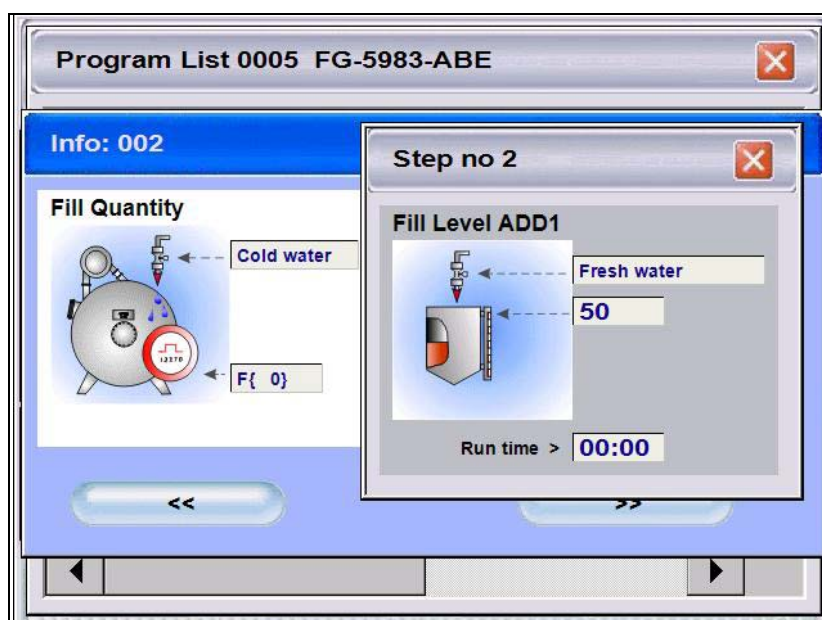 Program List 0005 FG-5983-ABE
Info: 002
Fill Quantity
Cold water
F{ 0}
<<
>>
Step no 2
Fill Level ADD1
Fresh water
50
Run time > 00:00